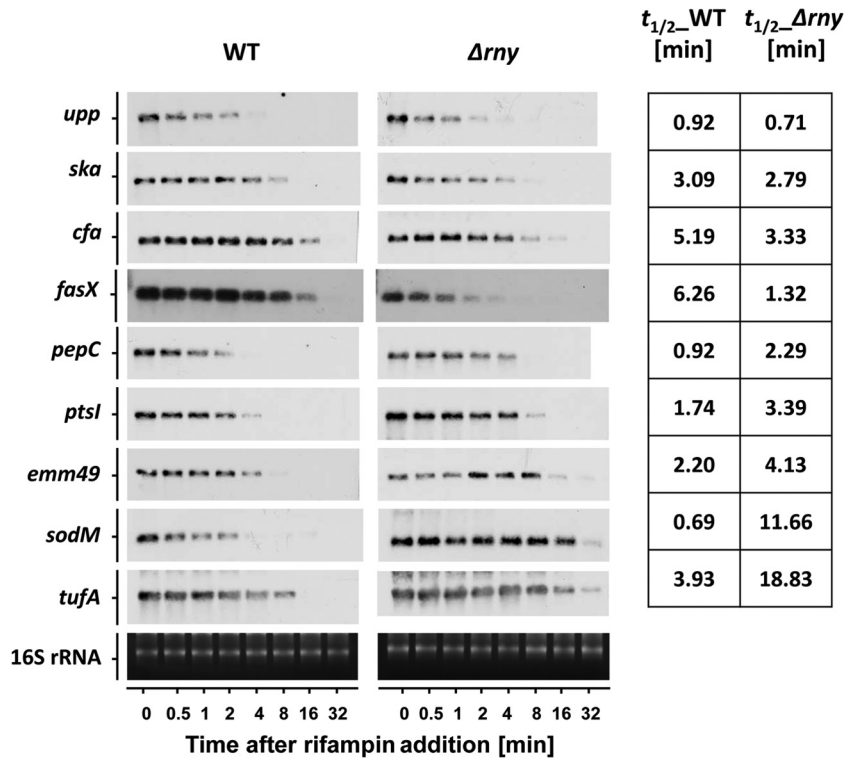 t1/2_WT t1/2_Δrny
[min] [min]
WT Δrny
upp 0.92 0.71
ska 3.09 2.79
cfa 5.19 3.33
fasX 6.26 1.32
pepC 0.92 2.29
ptsI 1.74 3.39
emm49 2.20 4.13
sodM 0.69 11.66
tufA 3.93 18.83
16S rRNA
0 0.5 1 2 4 8 16 32 0 0.5 1 2 4 8 16 32
Time after rifampin addition [min]